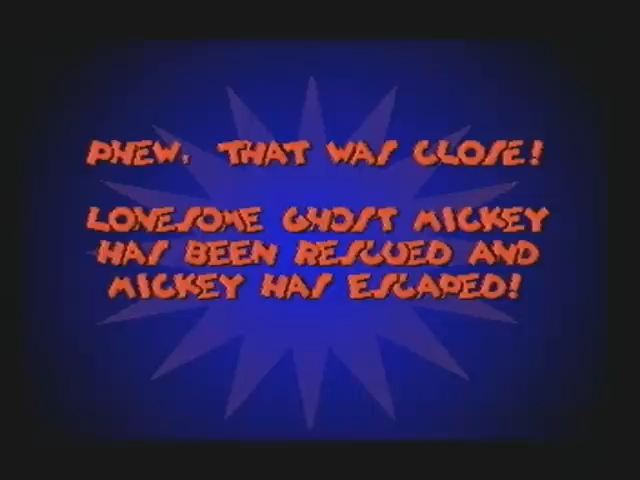 PHEW, THAT WAS CLOSE!
LONESOME GHOST MICKEY
HAS BEEN RESCUED AND
MICKEY HAS ESCAPED!